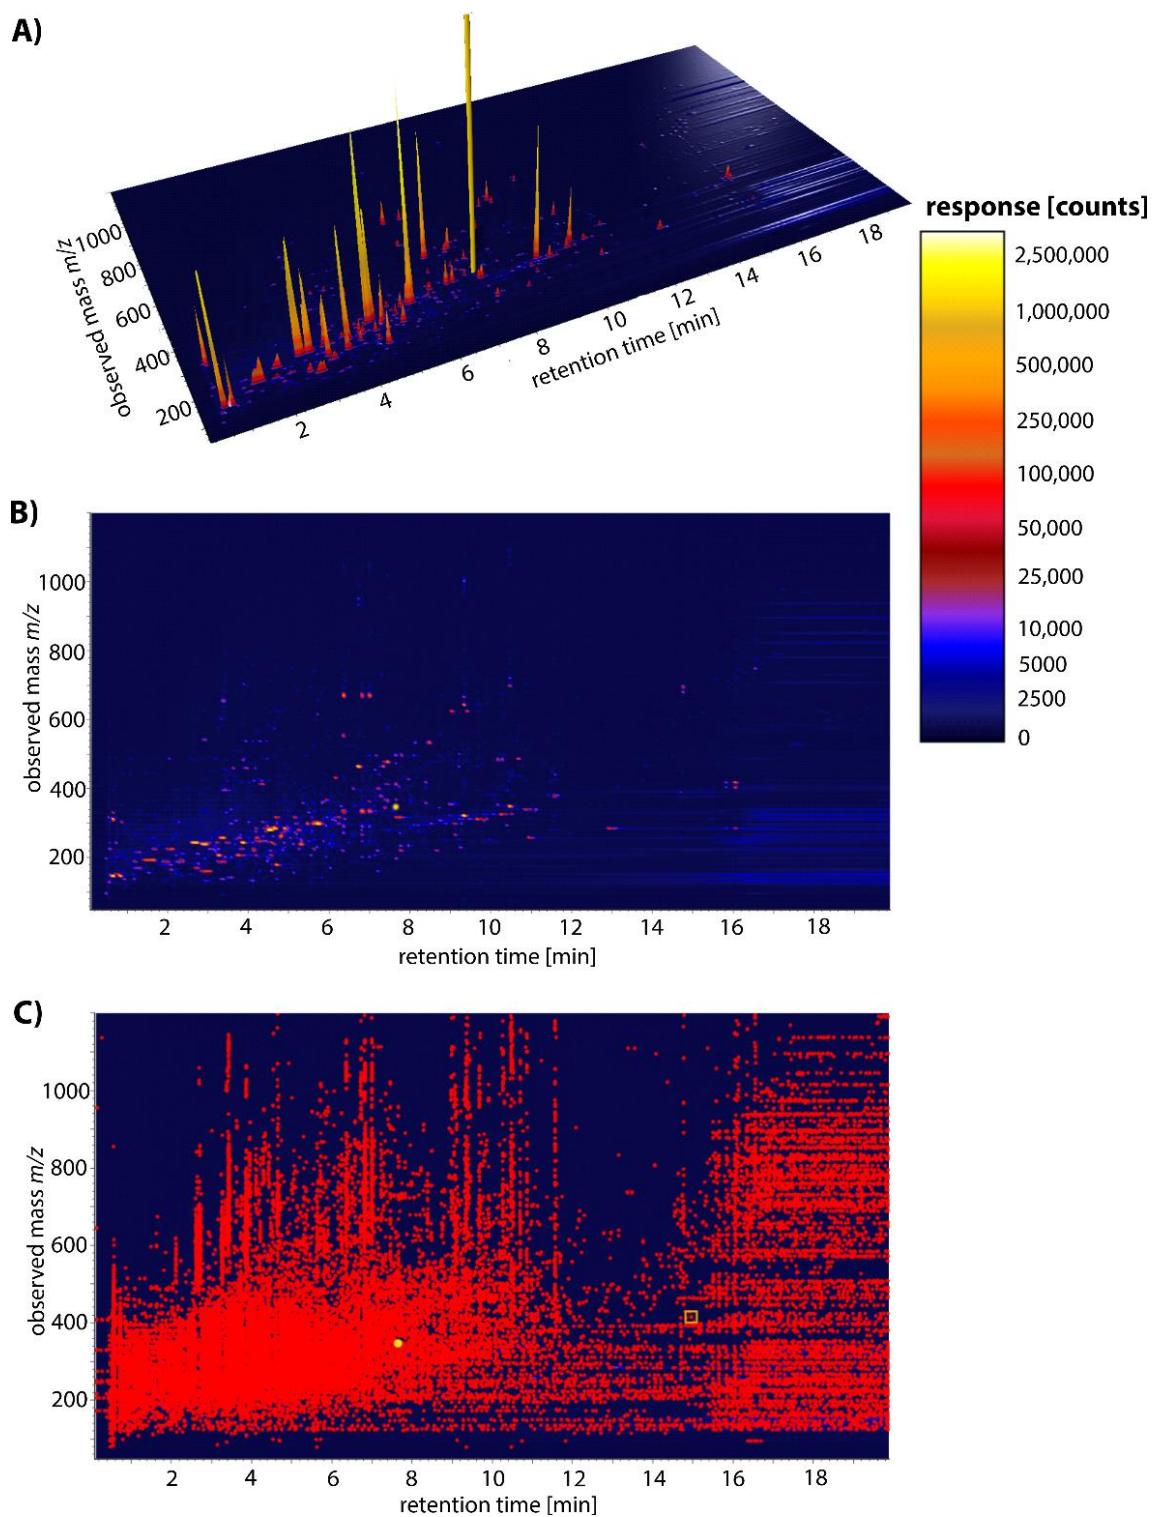 A)
1000
800
600
400
200
observed mass m/z
2
4
6
8
10
12
14
16
18
retention time [min]
response [counts]
2,500,000
1,000,000
500,000
250,000
100,000
50,000
25,000
10,000
5000
2500
0
B)
1000
800
600
400
200
observed mass m/z
2 4 6 8 10 12 14 16 18
retention time [min]
C)
1000
800
600
400
200
observed mass m/z
2 4 6 8 10 12 14 16 18
retention time [min]